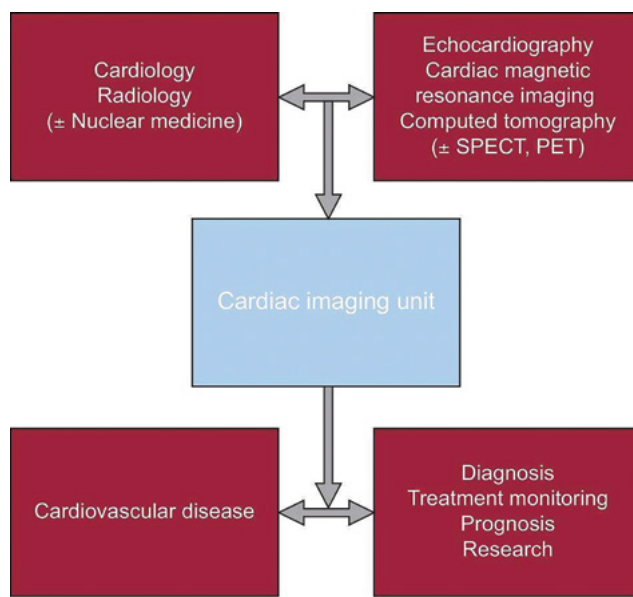 Cardiology
Radiology
(± Nuclear medicine)
Echocardiography
Cardiac magnetic
resonance imaging
Computed tomography
(± SPECT, PET)
Cardiac imaging unit
Cardiovascular disease
Diagnosis
Treatment monitoring
Prognosis
Research